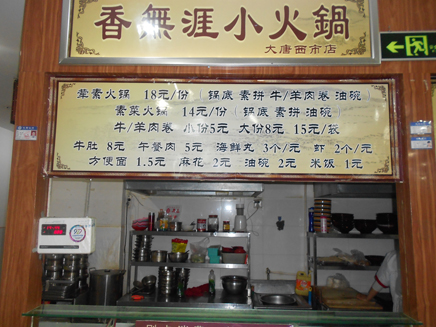 香無涯小火鍋
大唐西市店
荤素火锅 18元/份 (锅底 素拼 牛/羊肉卷 油碗)
素菜火锅 14元/份 (锅底 素拼 油碗)
牛/羊肉卷 小份5元 大份8元 15元/袋
牛肚 8元 午餐肉 5元 海鲜丸 3个/元 虾 2个/元
方便面 1.5元 麻花 2元 油碗 2元 米饭 1元